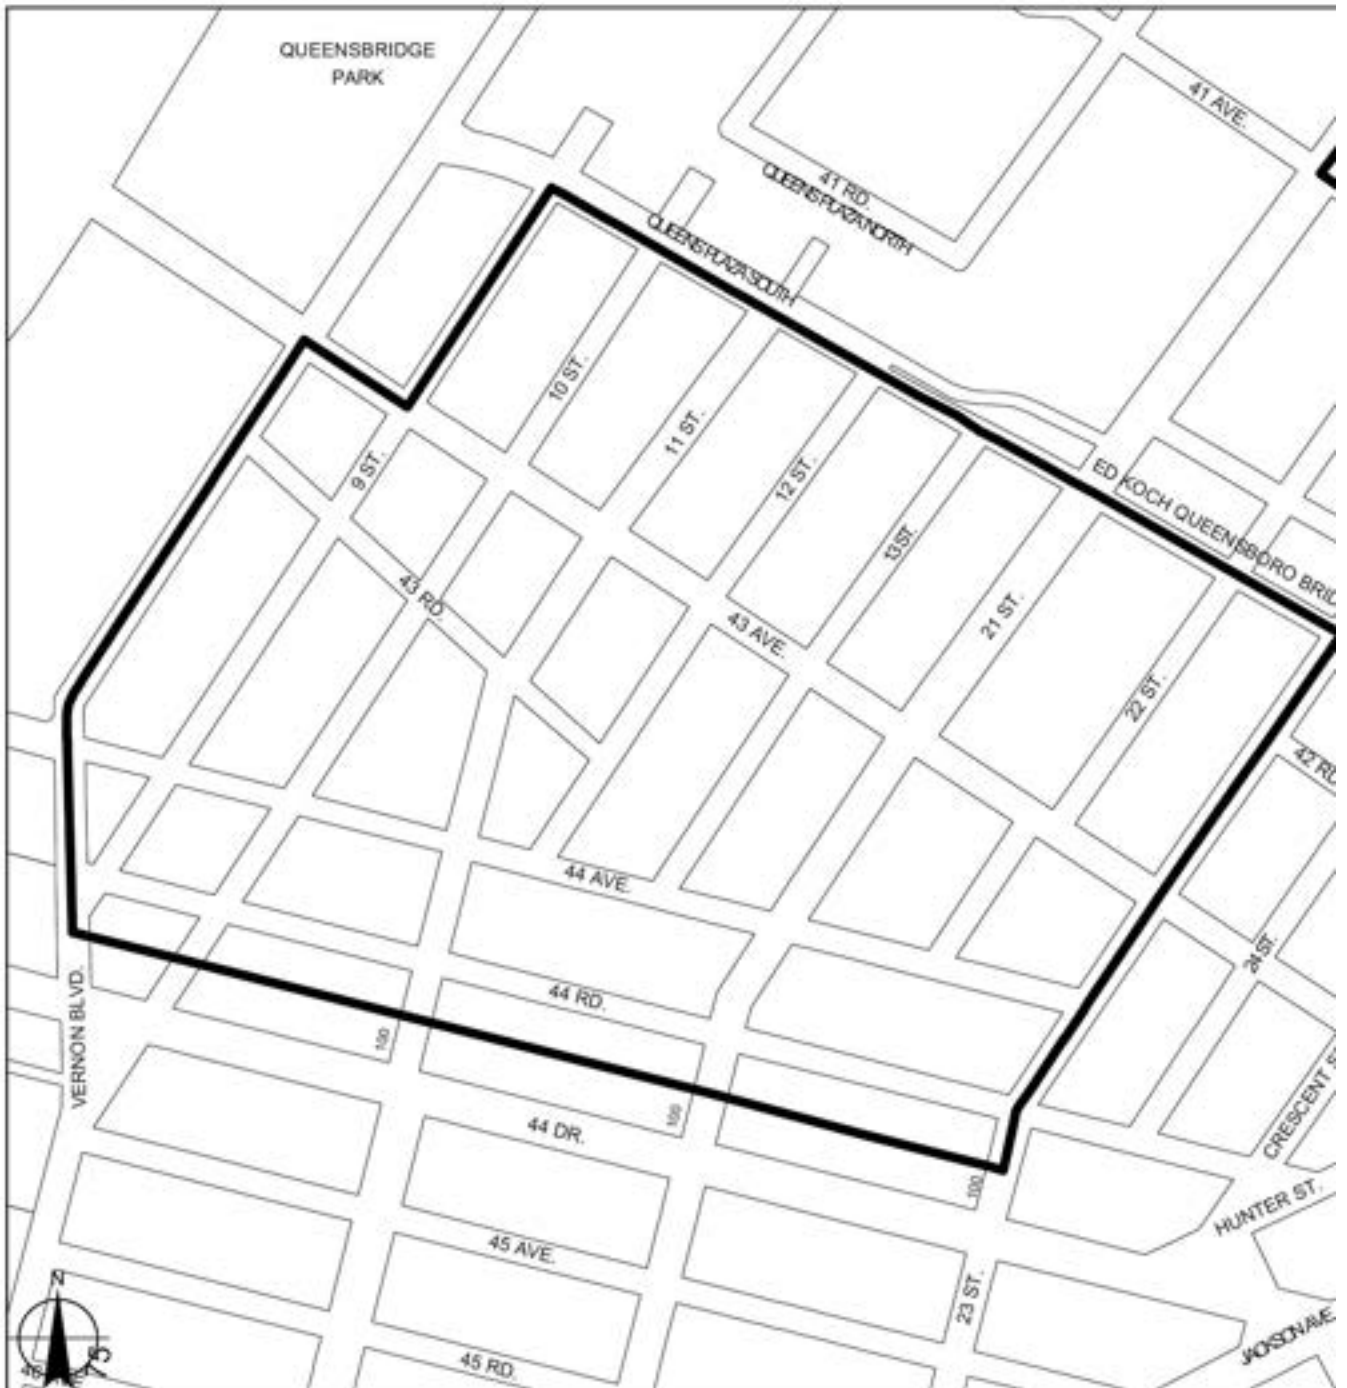 QUEENSBRIDGE
PARK
41 AVE.
41 RD.
QUEENS PLAZA NORTH
QUEENS PLAZA SOUTH
10 ST.
11 ST.
9 ST.
12 ST.
13 ST.
ED KOCH QUEENSBORO BRID
43 RD.
43 AVE.
21 ST.
22 ST.
42 RD
44 AVE.
24 ST.
44 RD.
VERNON BLVD.
100
100
44 DR.
CRESCENT S
100
HUNTER ST.
45 AVE.
23 ST.
N
JACKSON AVE.
45 RD.